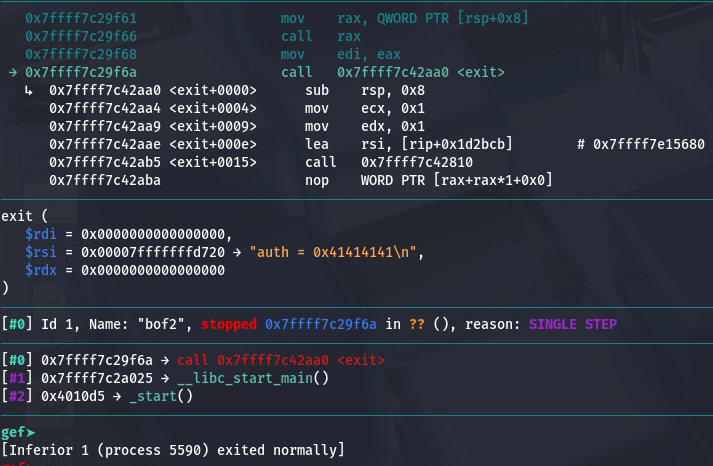 0x7ffff7c29f61 mov rax, QWORD PTR [rsp+0x8]
0x7ffff7c29f66 call rax
0x7ffff7c29f68 mov edi, eax
→ 0x7ffff7c29f6a call 0x7ffff7c42aa0 <exit>
↳ 0x7ffff7c42aa0 <exit+0000> sub rsp, 0x8
0x7ffff7c42aa4 <exit+0004> mov ecx, 0x1
0x7ffff7c42aa9 <exit+0009> mov edx, 0x1
0x7ffff7c42aae <exit+000e> lea rsi, [rip+0x1d2bcb] # 0x7ffff7e15680
0x7ffff7c42ab5 <exit+0015> call 0x7ffff7c42810
0x7ffff7c42aba nop WORD PTR [rax+rax*1+0x0]
exit (
$rdi = 0x0000000000000000,
$rsi = 0x00007fffffffd720 → "auth = 0x41414141\n",
$rdx = 0x0000000000000000
)
[#0] Id 1, Name: "bof2", stopped 0x7ffff7c29f6a in ?? (), reason: SINGLE STEP
[#0] 0x7ffff7c29f6a → call 0x7ffff7c42aa0 <exit>
[#1] 0x7ffff7c2a025 → __libc_start_main()
[#2] 0x4010d5 → _start()
gef➤
[Inferior 1 (process 5590) exited normally]